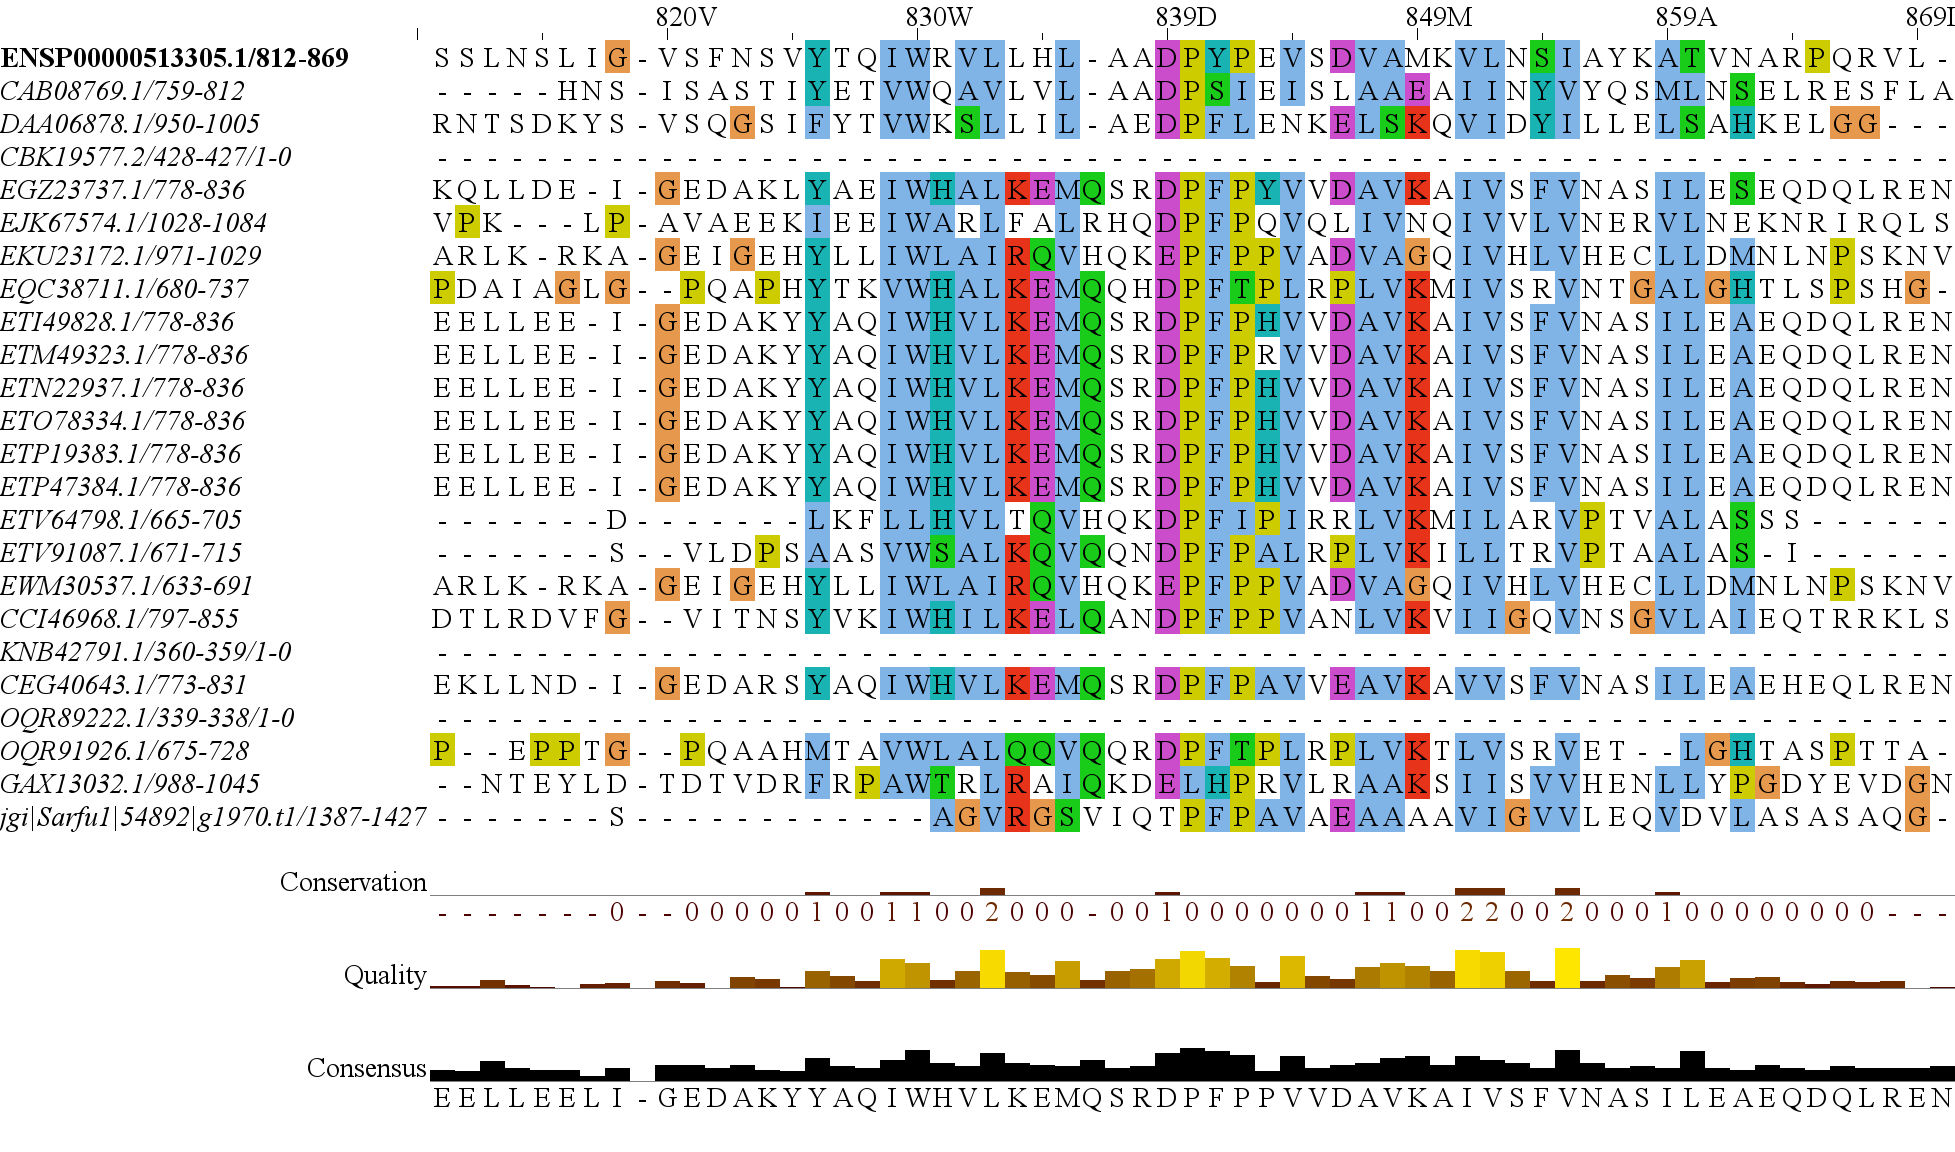 820V 830W 839D 849M 859A 869I
ENSP00000513305.1/812-869 SSLNSLIG-VSFNSVYTQIWRVLLHL-AADPYPEVSDVAMKVLNSIAYKATVNARPQRVL-
CAB08769.1/759-812 -----HNS-ISASTIYETVWQAVLVL-AADPSIEISLAAEAIINYVYQSMLNSELRESFLA
DAA06878.1/950-1005 RNTSDKYS-VSQGSIFYTVWKSLLIL-AEDPFLENKELSKQVIDYILLELSAHKELGG---
CBK19577.2/428-427/1-0 -------------------------------------------------------------
EGZ23737.1/778-836 KQLLDE-I-GEDAKLYAEIWHALKEMQSRDPFPYVVDAVKAIVSFVNASILESEQDQLREN
EJK67574.1/1028-1084 VPK---LP-AVAEEKIEEIWARLFALRHQDPFPQVQLIVNQIVVLVNERVLNEKNRIRQLS
EKU23172.1/971-1029 ARLK-RKA-GEIGEHYLLIWLAIRQVHQKEPFPPVADVAGQIVHLVHECLLDMNLNPSKNV
EQC38711.1/680-737 PDAIAGLG--PQAPHYTKVWHALKEMQQHDPFTPLRPLVKMIVSRVNTGALGHTLSPSHG-
ETI49828.1/778-836 EELLEE-I-GEDAKYYAQIWHVLKEMQSRDPFPHVVDAVKAIVSFVNASILEAEQDQLREN
ETM49323.1/778-836 EELLEE-I-GEDAKYYAQIWHVLKEMQSRDPFPRVVDAVKAIVSFVNASILEAEQDQLREN
ETN22937.1/778-836 EELLEE-I-GEDAKYYAQIWHVLKEMQSRDPFPHVVDAVKAIVSFVNASILEAEQDQLREN
ETO78334.1/778-836 EELLEE-I-GEDAKYYAQIWHVLKEMQSRDPFPHVVDAVKAIVSFVNASILEAEQDQLREN
ETP19383.1/778-836 EELLEE-I-GEDAKYYAQIWHVLKEMQSRDPFPHVVDAVKAIVSFVNASILEAEQDQLREN
ETP47384.1/778-836 EELLEE-I-GEDAKYYAQIWHVLKEMQSRDPFPHVVDAVKAIVSFVNASILEAEQDQLREN
ETV64798.1/665-705 -------D-------LKFLLHVLTQVHQKDPFIPIRRLVKMILARVPTVALASSS------
ETV91087.1/671-715 -------S--VLDPSAASVWSALKQVQQNDPFPALRPLVKILLTRVPTAALAS-I------
EWM30537.1/633-691 ARLK-RKA-GEIGEHYLLIWLAIRQVHQKEPFPPVADVAGQIVHLVHECLLDMNLNPSKNV
CCI46968.1/797-855 DTLRDVFG--VITNSYVKIWHILKELQANDPFPPVANLVKVIIGQVNSGVLAIEQTRRKLS
KNB42791.1/360-359/1-0 -------------------------------------------------------------
CEG40643.1/773-831 EKLLND-I-GEDARSYAQIWHVLKEMQSRDPFPAVVEAVKAVVSFVNASILEAEHEQLREN
OQR89222.1/339-338/1-0 -------------------------------------------------------------
OQR91926.1/675-728 P--EPPTG--PQAAHMTAVWLALQQVQQRDPFTPLRPLVKTLVSRVET--LGHTASPTTA-
GAX13032.1/988-1045 --NTEYLD-TDTVDRFRPAWTRLRAIQKDELHPRVLRAAKSIISVVHENLLYPGDYEVDGN
jgi|Sarfu1|54892|g1970.t1/1387-1427 -------S------------AGVRGSVIQTPFPAVAEAAAAVIGVVLEQVDVLASASAQG-
Conservation
-------0--000001001100200​0-0010000000110022002000100000000---
Quality
Consensus
EELLEELI-GEDAKYYAQIWHVLKEMQSRDPFPPVVDAVKAIVSFVNASILEAEQDQLREN